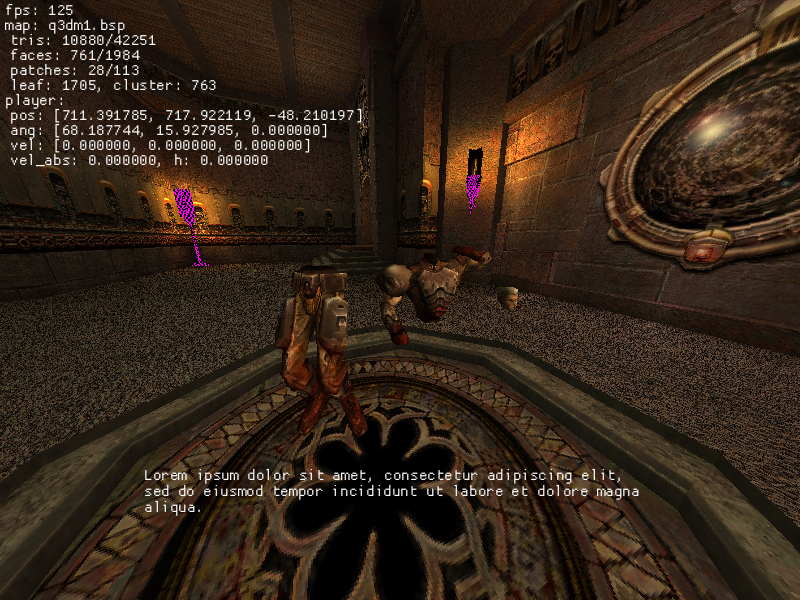 fps: 125
map: q3dm1.bsp
tris: 10880/42251
faces: 761/1984
patches: 28/113
leaf: 1705, cluster: 763
player:
pos: [711.391785, 717.922119, -48.210197]
ang: [68.187744, 15.927985, 0.000000]
vel: [0.000000, 0.000000, 0.000000]
vel_abs: 0.000000, h: 0.000000
Lorem ipsum dolor sit amet, consectetur adipiscing elit,
sed do eiusmod tempor incididunt ut labore et dolore magna
aliqua.